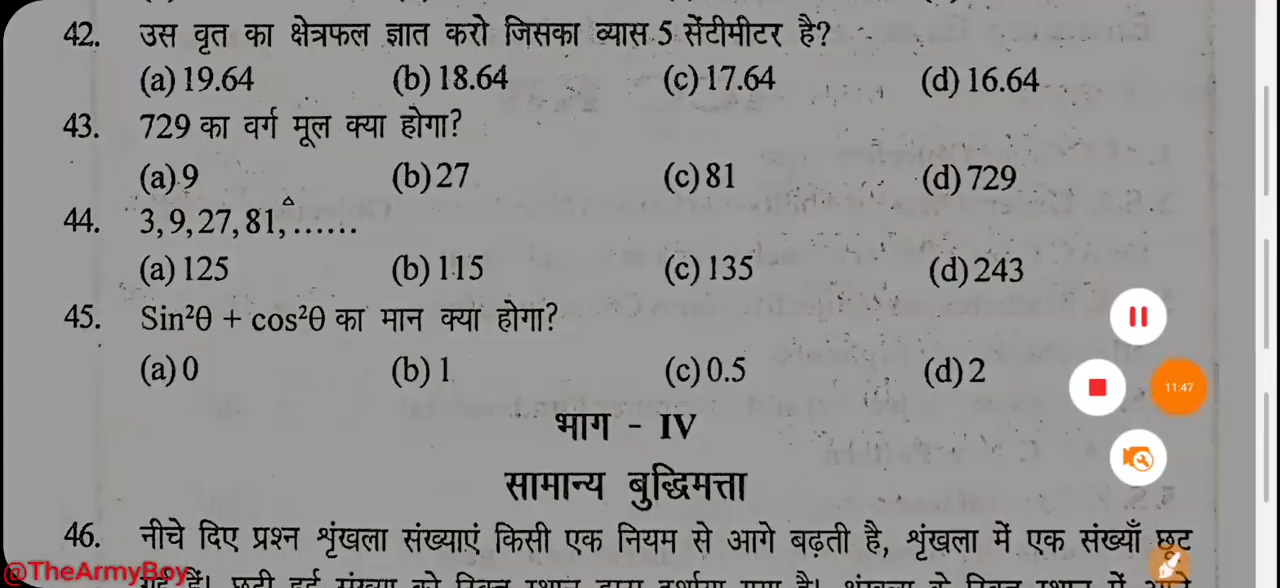 42. उस वृत का क्षेत्रफल ज्ञात करो जिसका व्यास 5 सेंटीमीटर है?
(a) 19.64 (b) 18.64 (c) 17.64 (d) 16.64
43. 729 का वर्ग मूल क्या होगा?
(a) 9 (b) 27 (c) 81 (d) 729
44. 3, 9, 27, 81, ......
(a) 125 (b) 115 (c) 135 (d) 243
45. Sin²θ + cos²θ का मान क्या होगा?
(a) 0 (b) 1 (c) 0.5 (d) 2
11:47
भाग - IV
सामान्य बुद्धिमत्ता
46. नीचे दिए प्रश्न शृंखला संख्याएं किसी एक नियम से आगे बढ़ती है, शृंखला में एक संख्याँ छूट
@TheArmyBoy